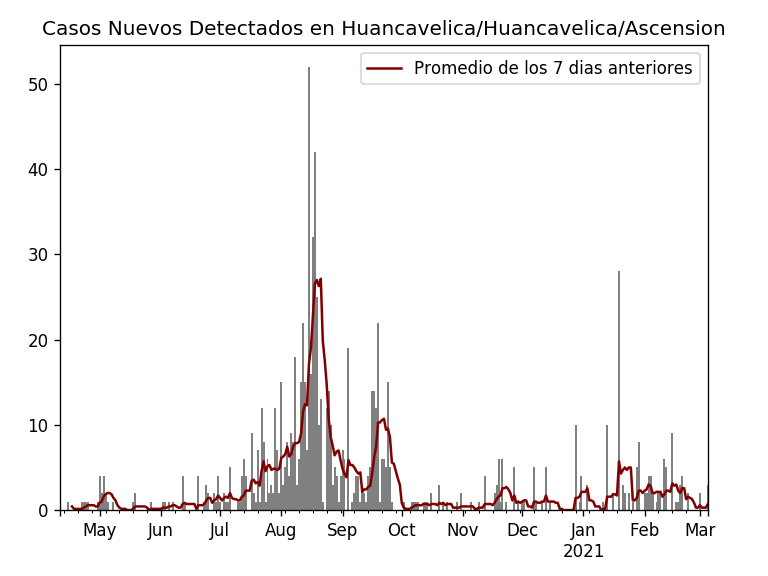 Casos Nuevos Detectados en Huancavelica/Huancavelica/Ascension
Promedio de los 7 dias anteriores
50
40
30
20
10
0
May Jun Jul Aug Sep Oct Nov Dec Jan Feb Mar
2021